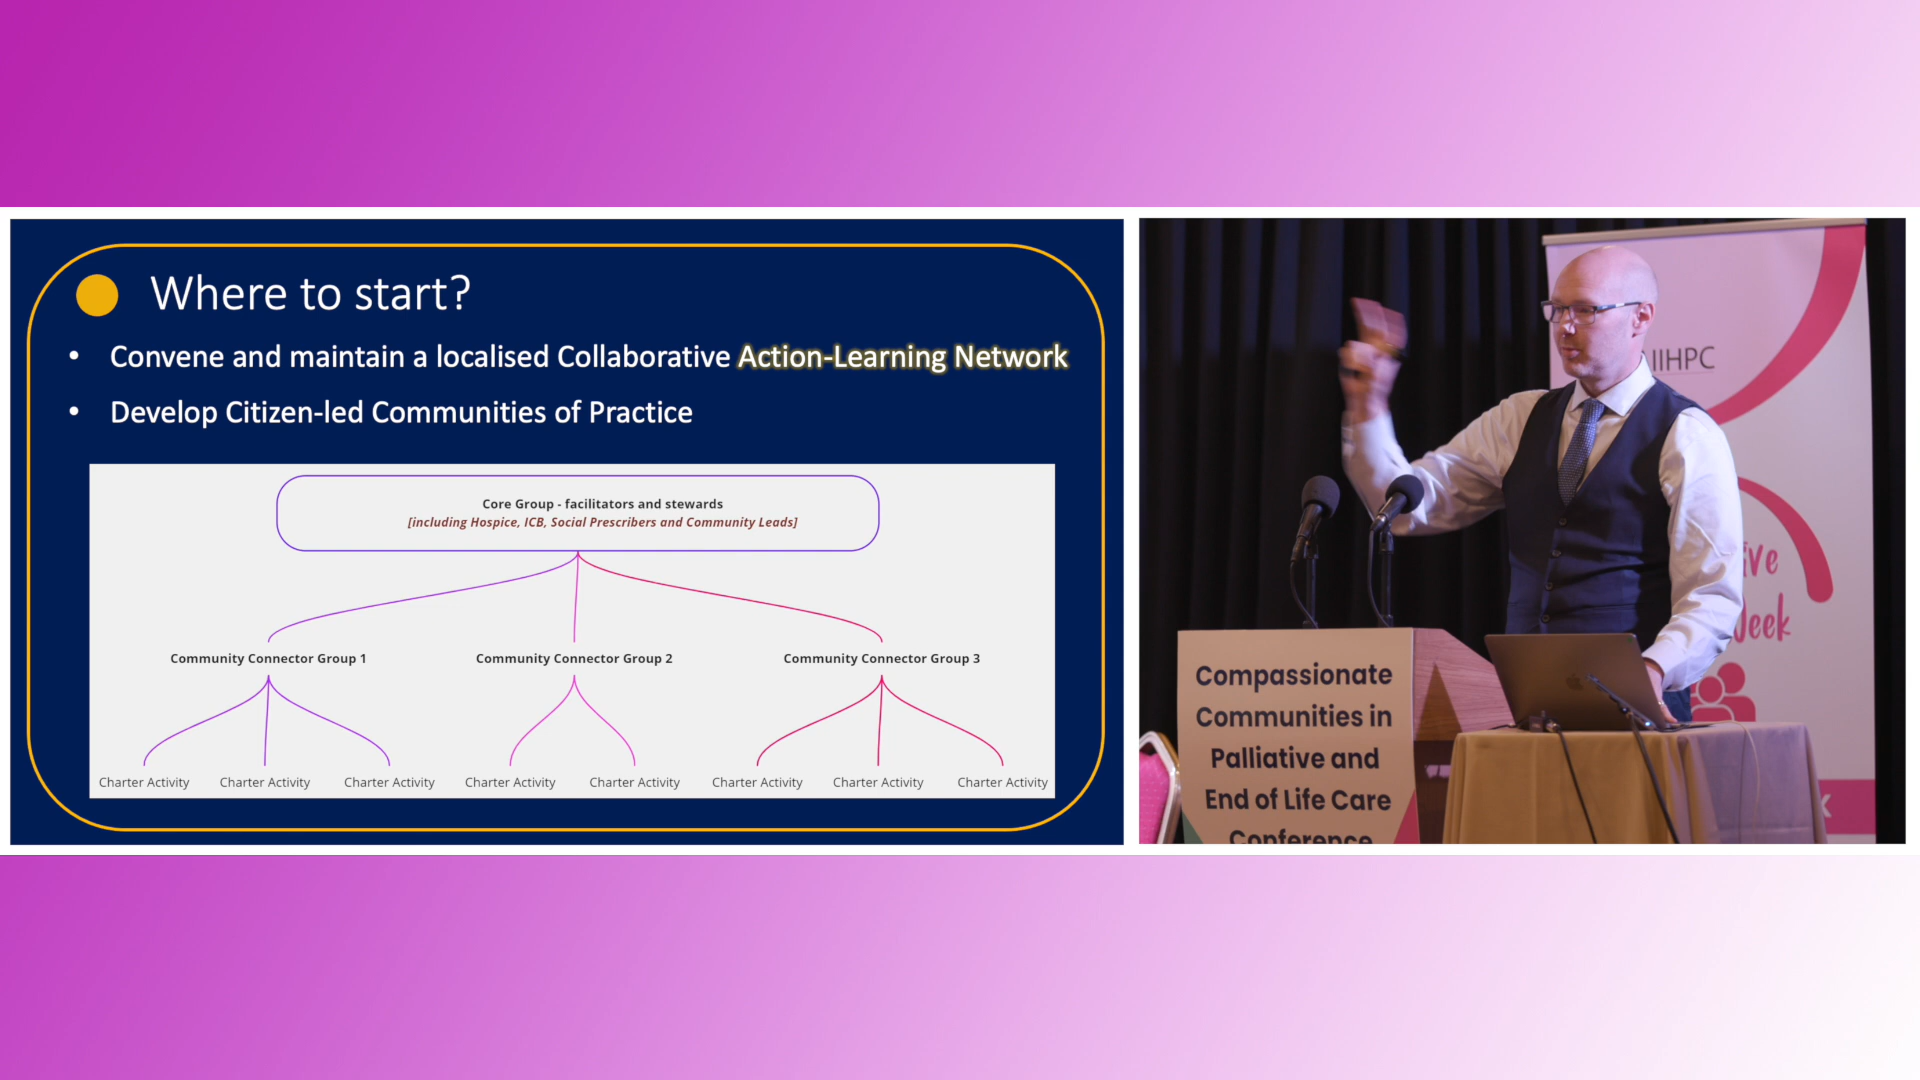 Where to start?
• Convene and maintain a localised Collaborative Action-Learning Network
• Develop Citizen-led Communities of Practice
Core Group - facilitators and stewards
[including Hospice, ICB, Social Prescribers and Community Leads]
Community Connector Group 1
Community Connector Group 2
Community Connector Group 3
Charter Activity
Charter Activity
Charter Activity
Charter Activity
Charter Activity
Charter Activity
Charter Activity
Charter Activity
AIIHPC
Compassionate
Communities in
Palliative and
End of Life Care
Conference